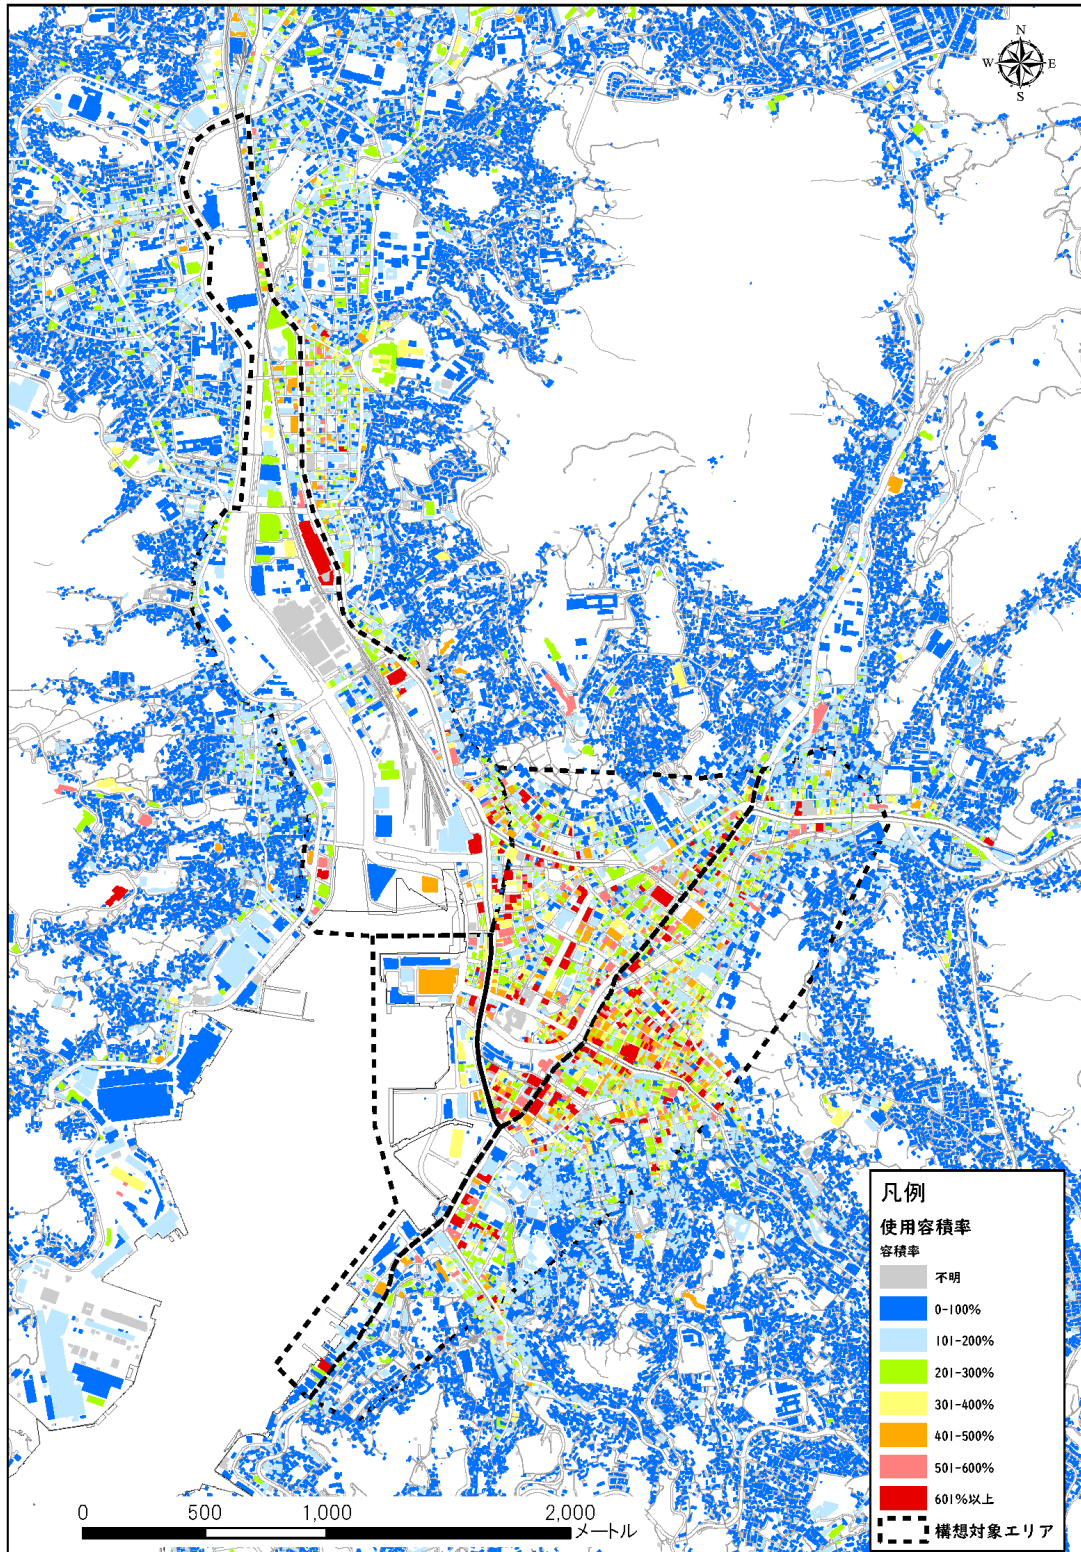 N
W E
S
凡例
使用容積率
容積率
不明
0-100%
101-200%
201-300%
301-400%
401-500%
501-600%
601%以上
構想対象エリア
0 500 1,000 2,000
メートル